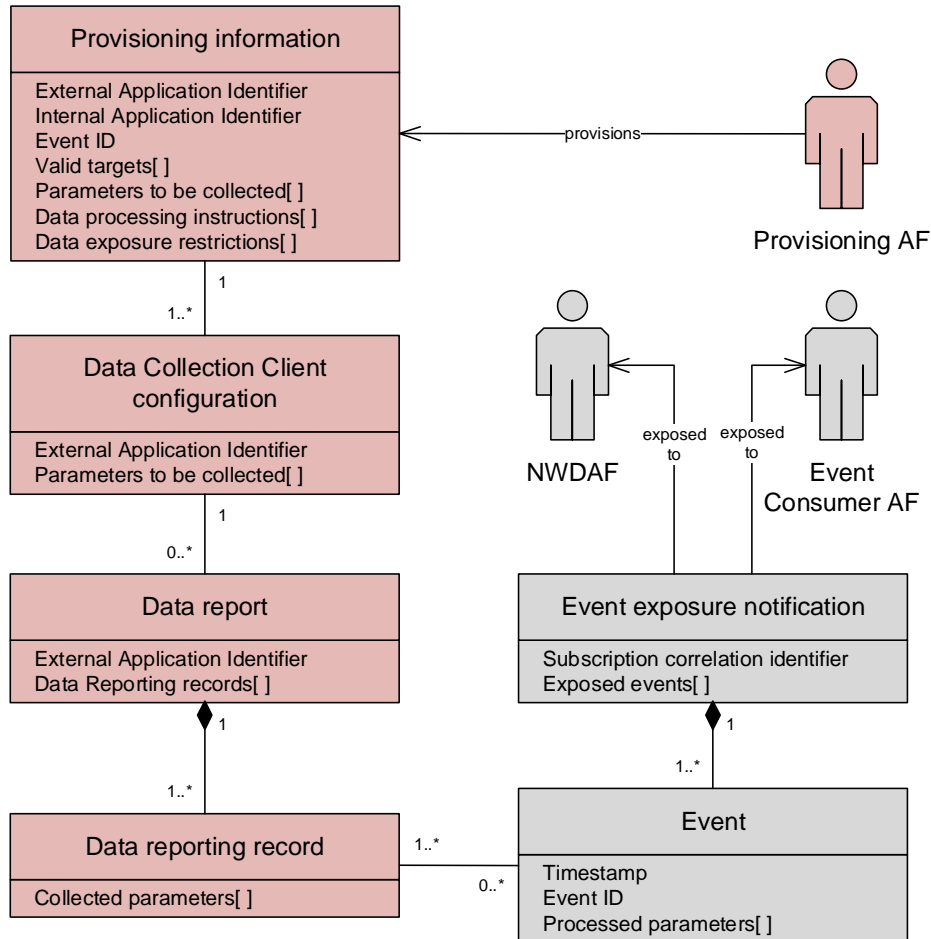 Provisioning information
External Application Identifier
Internal Application Identifier
Event ID
Valid targets[ ]
Parameters to be collected[ ]
Data processing instructions[ ]
Data exposure restrictions[ ]
provisions
Provisioning AF
1
1..*
Data Collection Client
configuration
External Application Identifier
Parameters to be collected[ ]
NWDAF
Event
Consumer AF
exposed
to
exposed
to
1
0..*
Data report
External Application Identifier
Data Reporting records[ ]
Event exposure notification
Subscription correlation identifier
Exposed events[ ]
1
1..*
1
1..*
Data reporting record
Collected parameters[ ]
1..*
0..*
Event
Timestamp
Event ID
Processed parameters[ ]